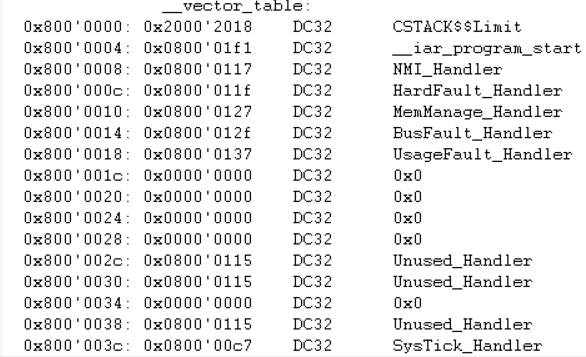 __vector_table:
0x800'0000: 0x2000'2018 DC32 CSTACK$$Limit
0x800'0004: 0x0800'01f1 DC32 __iar_program_start
0x800'0008: 0x0800'0117 DC32 NMI_Handler
0x800'000c: 0x0800'011f DC32 HardFault_Handler
0x800'0010: 0x0800'0127 DC32 MemManage_Handler
0x800'0014: 0x0800'012f DC32 BusFault_Handler
0x800'0018: 0x0800'0137 DC32 UsageFault_Handler
0x800'001c: 0x0000'0000 DC32 0x0
0x800'0020: 0x0000'0000 DC32 0x0
0x800'0024: 0x0000'0000 DC32 0x0
0x800'0028: 0x0000'0000 DC32 0x0
0x800'002c: 0x0800'0115 DC32 Unused_Handler
0x800'0030: 0x0800'0115 DC32 Unused_Handler
0x800'0034: 0x0000'0000 DC32 0x0
0x800'0038: 0x0800'0115 DC32 Unused_Handler
0x800'003c: 0x0800'00c7 DC32 SysTick_Handler